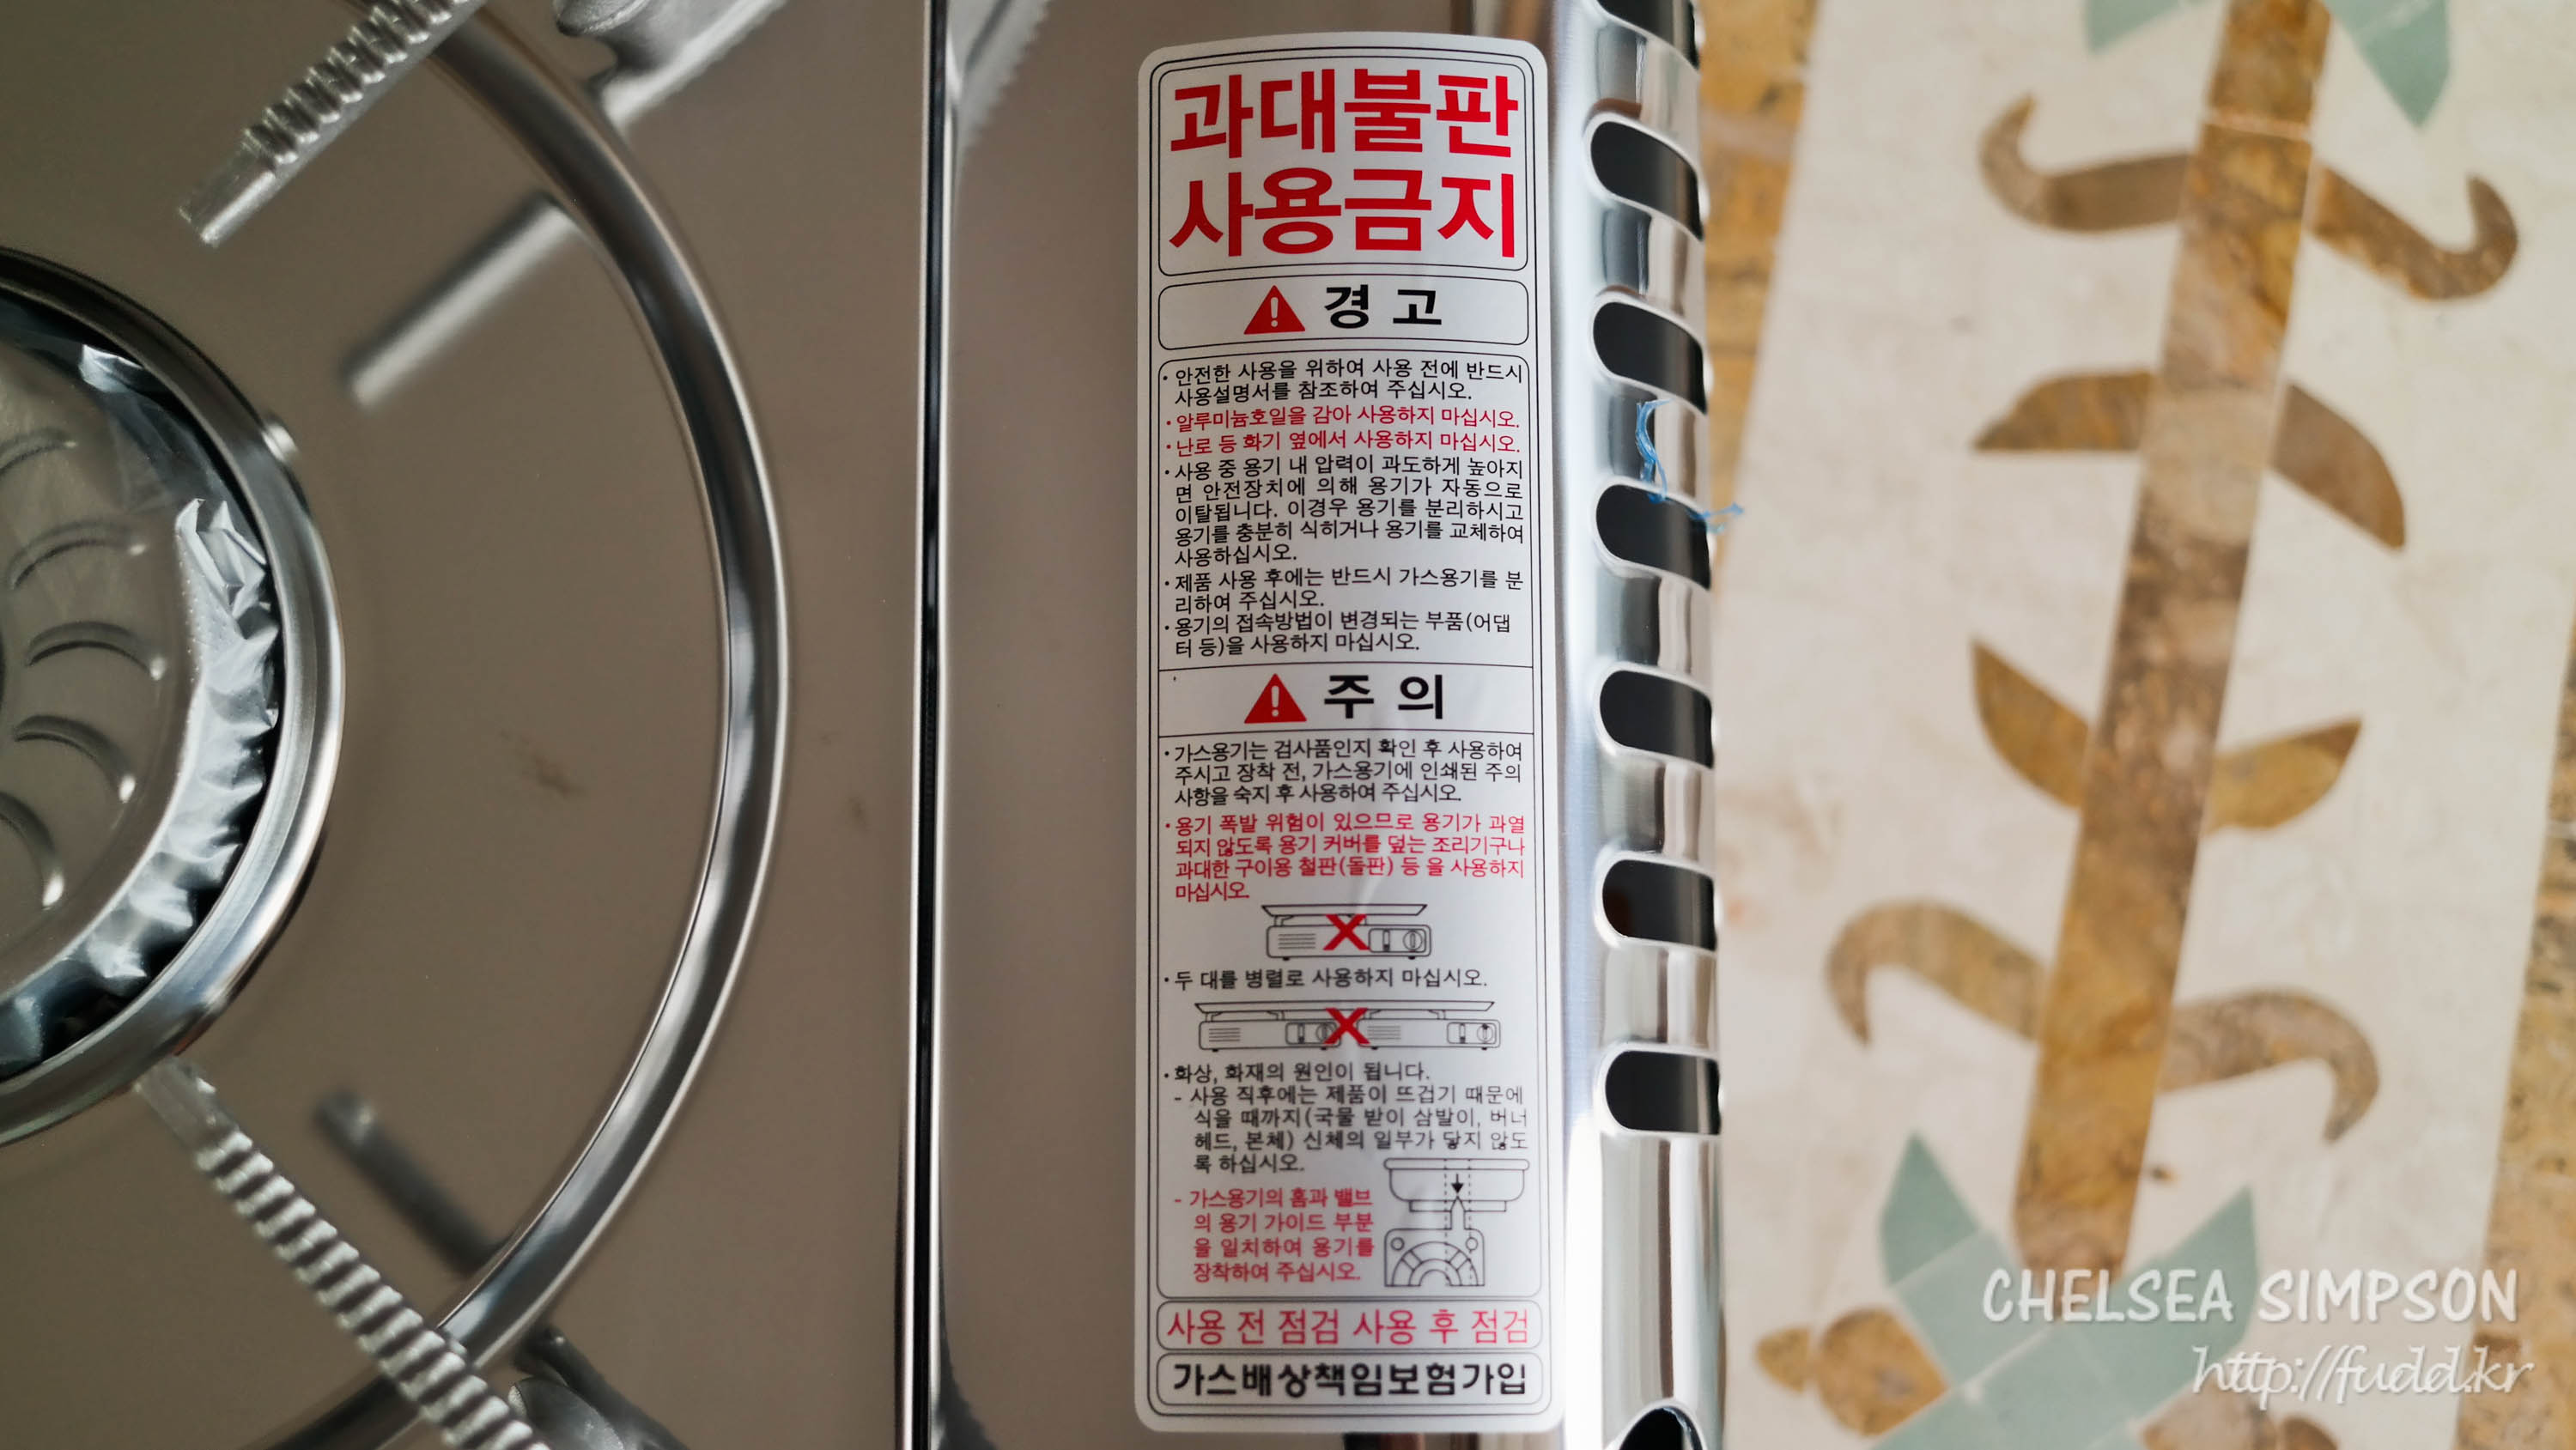 과대불판
사용금지
경고
· 안전한 사용을 위하여 사용 전에 반드시
사용설명서를 참조하여 주십시오.
· 알루미늄호일을 감아 사용하지 마십시오.
· 난로 등 화기 옆에서 사용하지 마십시오.
· 사용 중 용기 내 압력이 과도하게 높아지
면 안전장치에 의해 용기가 자동으로
이탈됩니다. 이경우 용기를 분리하시고
용기를 충분히 식히거나 용기를 교체하여
사용하십시오.
· 제품 사용 후에는 반드시 가스용기를 분
리하여 주십시오.
· 용기의 접속방법이 변경되는 부품(어댑
터 등)을 사용하지 마십시오.
주의
· 가스용기는 검사품인지 확인 후 사용하여
주시고 장착 전, 가스용기에 인쇄된 주의
사항을 숙지 후 사용하여 주십시오.
· 용기 폭발 위험이 있으므로 용기가 과열
되지 않도록 용기 커버를 덮는 조리기구나
과대한 구이용 철판(돌판) 등 을 사용하지
마십시오.
· 두 대를 병렬로 사용하지 마십시오.
· 화상, 화재의 원인이 됩니다.
- 사용 직후에는 제품이 뜨겁기 때문에
식을 때까지(국물 받이 삼발이, 버너
헤드, 본체) 신체의 일부가 닿지 않도
록 하십시오.
- 가스용기의 홈과 밸브
의 용기 가이드 부분
을 일치하여 용기를
장착하여 주십시오.
사용 전 점검 사용 후 점검
가스배상책임보험가입
CHELSEA SIMPSON
http://fudd.kr